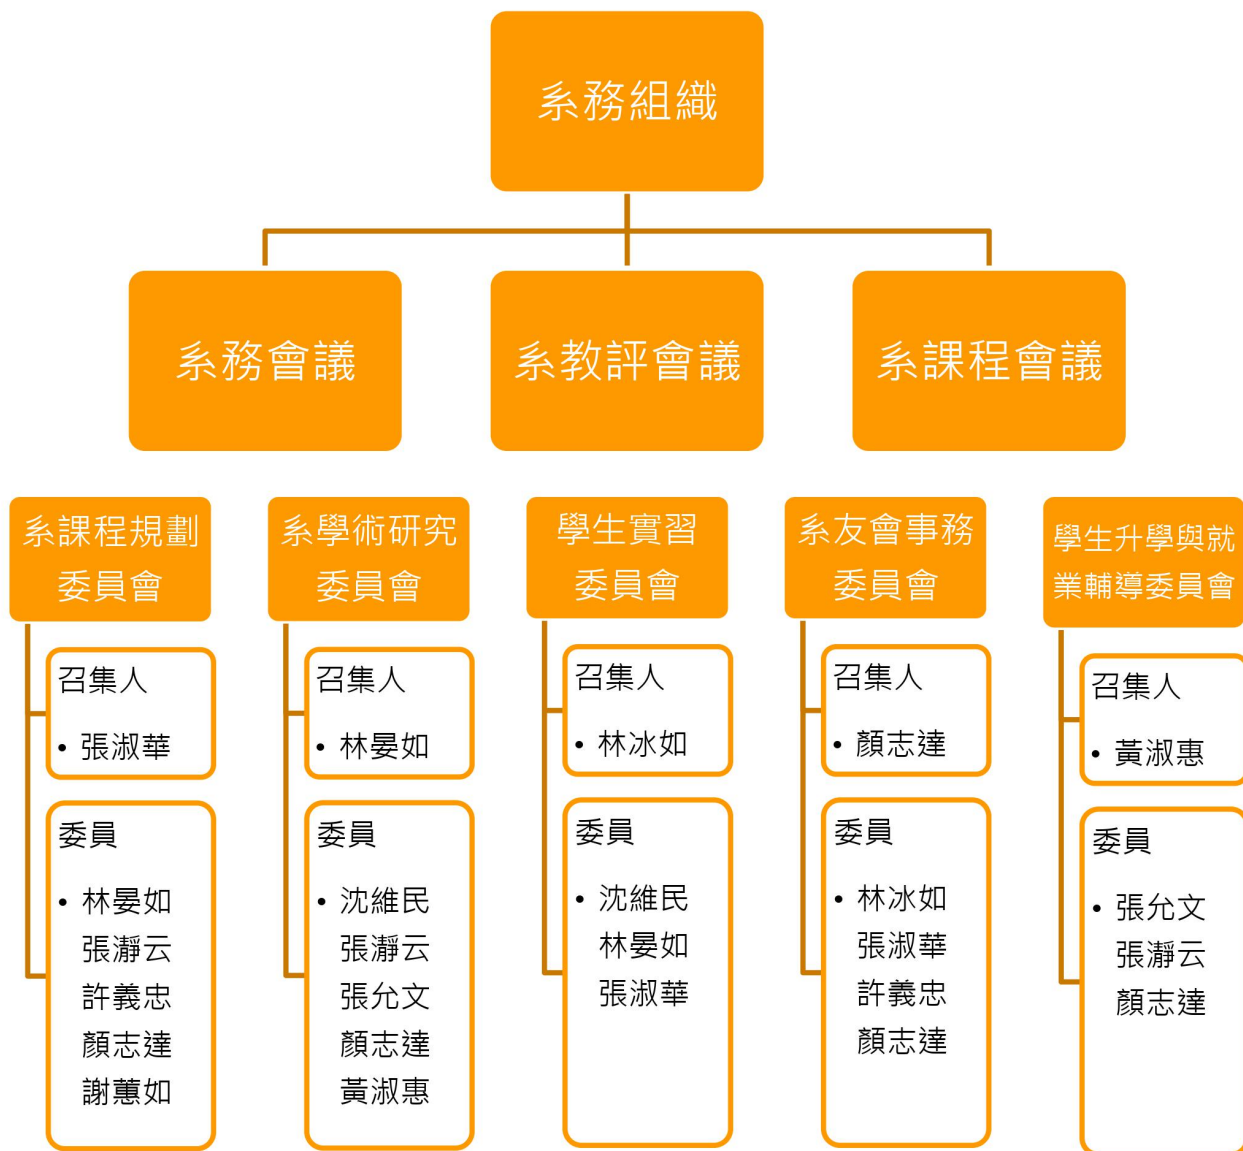 系務組織
系務會議
系教評會議
系課程會議
系課程規劃
委員會
召集人
• 張淑華
委員
• 林晏如
張瀞云
許義忠
顏志達
謝蕙如
系學術研究
委員會
召集人
• 林晏如
委員
• 沈維民
張瀞云
張允文
顏志達
黃淑惠
學生實習
委員會
召集人
• 林冰如
委員
• 沈維民
林晏如
張淑華
系友會事務
委員會
召集人
• 顏志達
委員
• 林冰如
張淑華
許義忠
顏志達
學生升學與就
業輔導委員會
召集人
• 黃淑惠
委員
• 張允文
張瀞云
顏志達